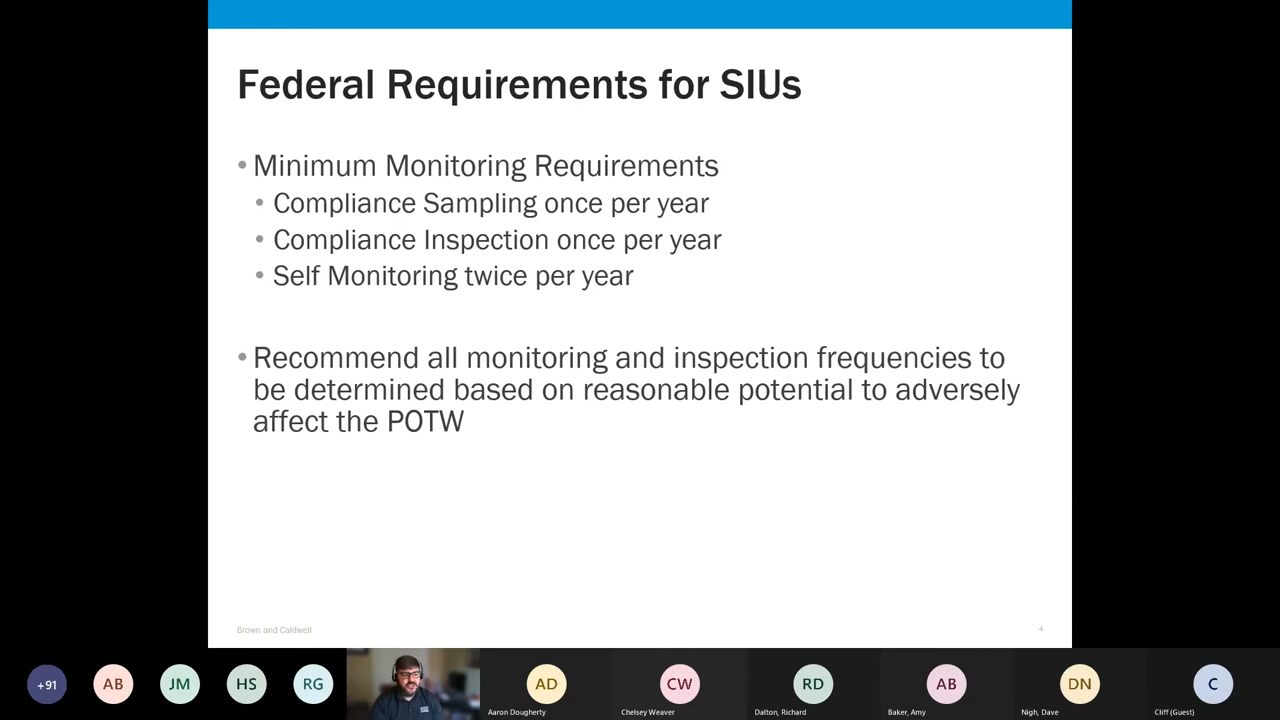 Federal Requirements for SIUs
• Minimum Monitoring Requirements
• Compliance Sampling once per year
• Compliance Inspection once per year
• Self Monitoring twice per year
• Recommend all monitoring and inspection frequencies to
be determined based on reasonable potential to adversely
affect the POTW
Brown and Caldwell
4
+91
AB
JM
HS
RG
AD
Aaron Dougherty
CW
Chelsey Weaver
RD
Dalton, Richard
AB
Baker, Amy
DN
Nigh, Dave
C
Cliff (Guest)